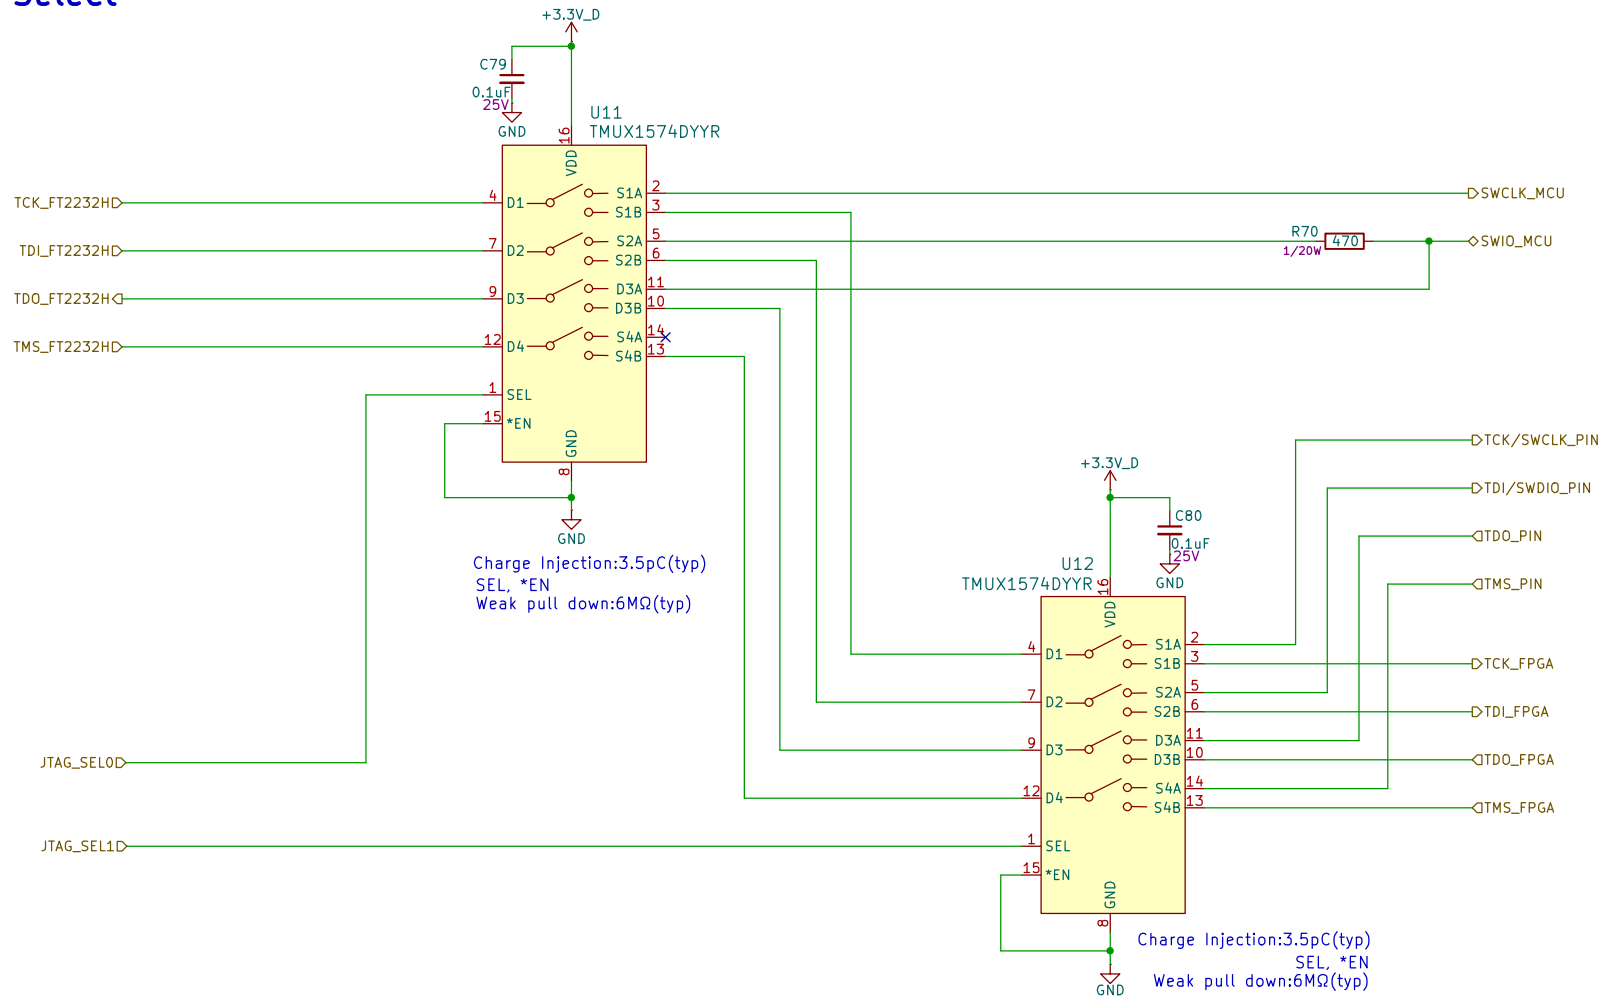 Select
+3.3V_D
C79
0.1uF
25V
GND
U11
TMUX1574DYYR
16
VDD
TCK_FT2232H
4
D1
S1A
2
SWCLK_MCU
S1B
3
TDI_FT2232H
7
D2
S2A
5
R70
470
1/20W
SWIO_MCU
S2B
6
TDO_FT2232H
9
D3
D3A
11
D3B
10
TMS_FT2232H
12
D4
S4A
14
S4B
13
1
SEL
15
*EN
GND
8
GND
Charge Injection:3.5pC(typ)
SEL, *EN
Weak pull down:6MΩ(typ)
+3.3V_D
C80
0.1uF
25V
GND
U12
TMUX1574DYYR
16
VDD
TCK/SWCLK_PIN
TDI/SWDIO_PIN
TDO_PIN
TMS_PIN
4
D1
S1A
2
S1B
3
TCK_FPGA
7
D2
S2A
5
S2B
6
TDI_FPGA
9
D3
D3A
11
D3B
10
TDO_FPGA
12
D4
S4A
14
S4B
13
TMS_FPGA
JTAG_SEL0
JTAG_SEL1
1
SEL
15
*EN
GND
8
GND
Charge Injection:3.5pC(typ)
SEL, *EN
Weak pull down:6MΩ(typ)